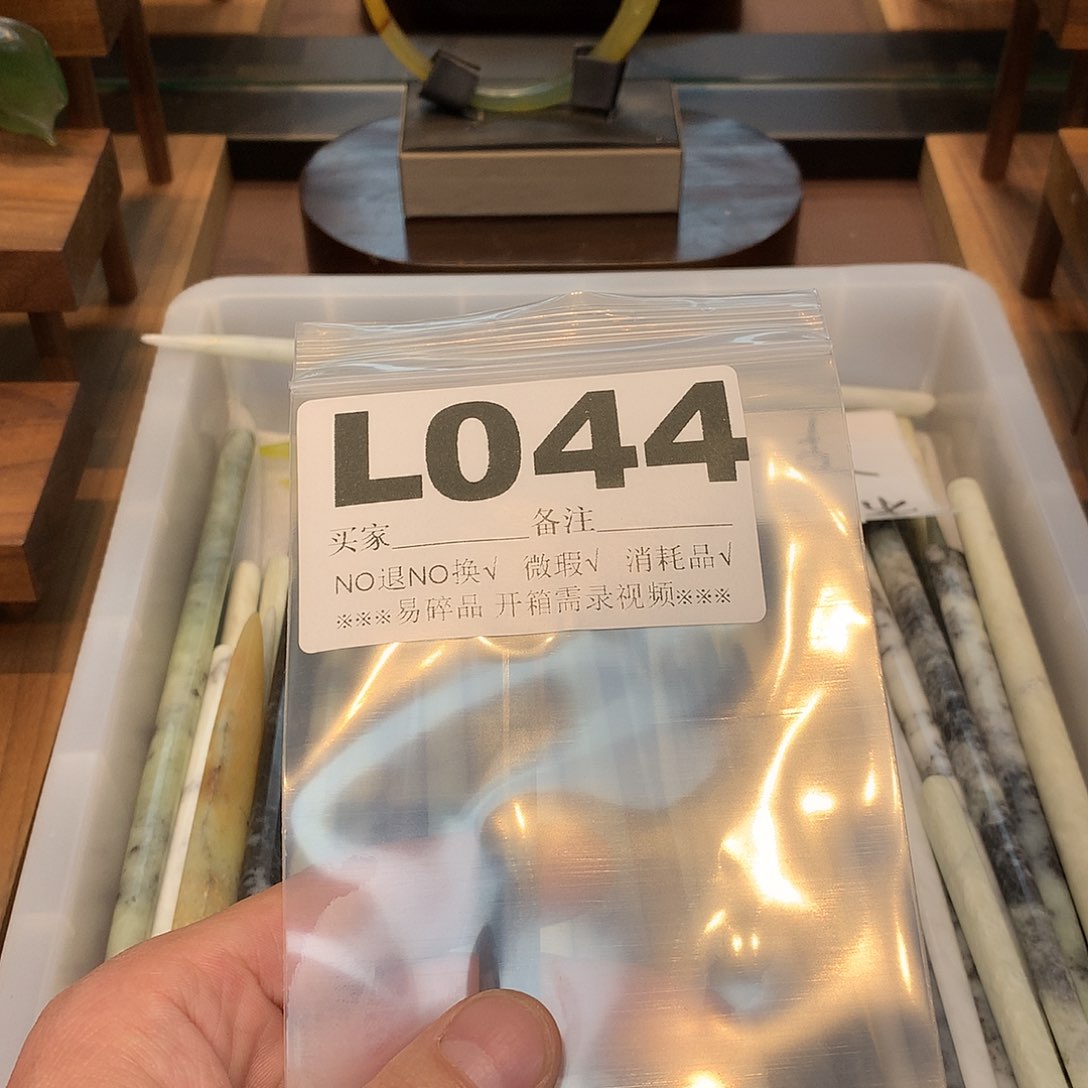 L044
买家________备注________
NO退NO换√ 微瑕√ 消耗品√
※※※易碎品 开箱需录视频※※※